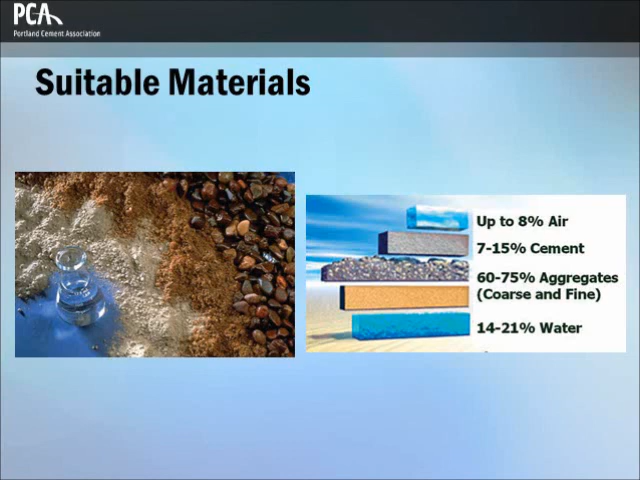 PCA
Portland Cement Association
Suitable Materials
Up to 8% Air
7-15% Cement
60-75% Aggregates
(Coarse and Fine)
14-21% Water